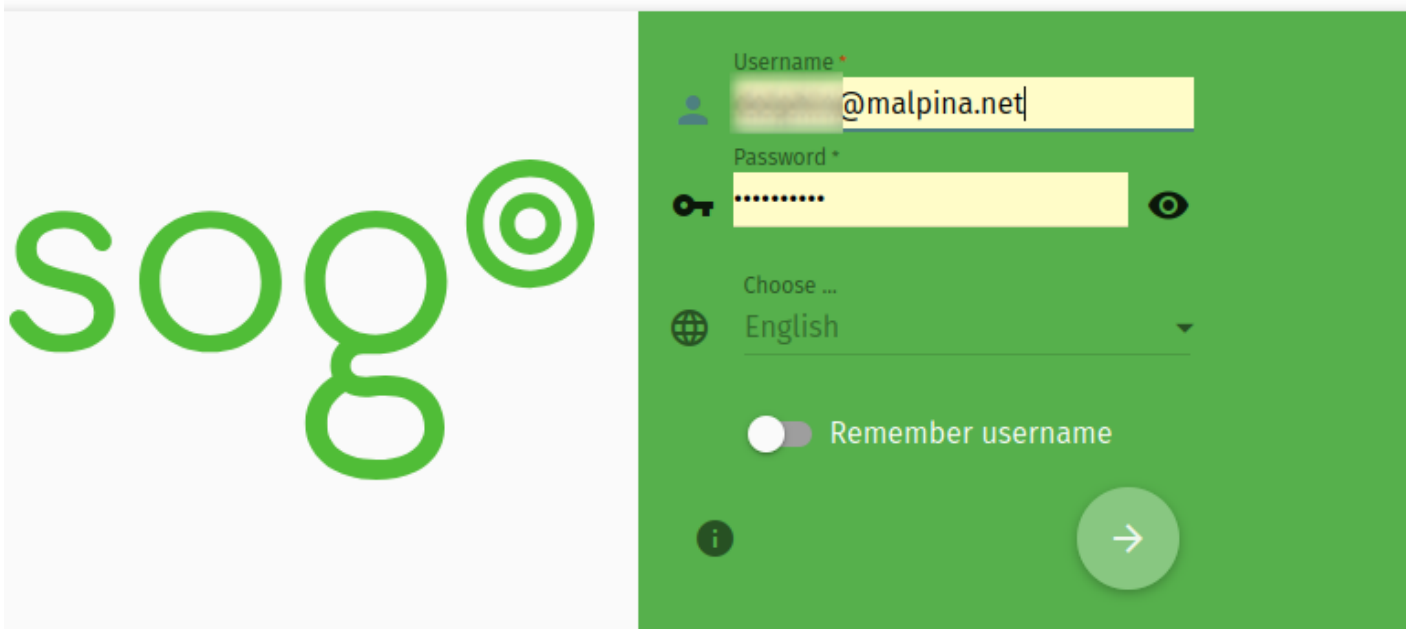 sogo
Username *
@malpina.net
Password *
••••••••••
Choose ...
English
Remember username